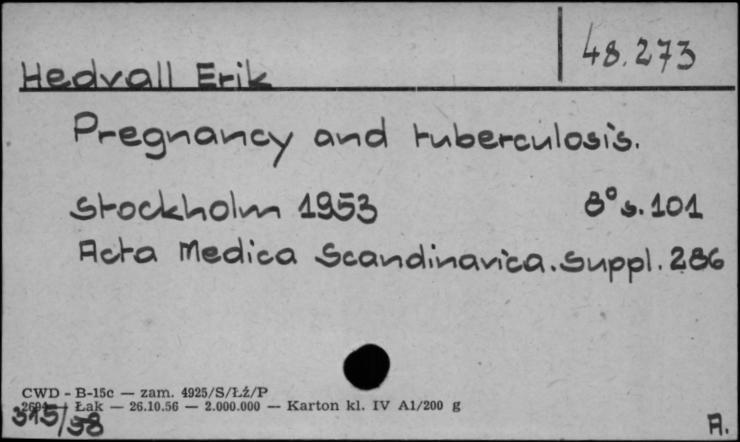 48.273
Hedvall Erik
Pregnancy and tuberculosis.
Stockholm 1953 8° s. 101
Acta Medica Scandinavica. Suppl. 286
CWD - B-15c — zam. 4925/S/Łź/P
Łak — 26.10.56 — 2.000.000 — Karton kl. IV A1/200 g
315/58 A.